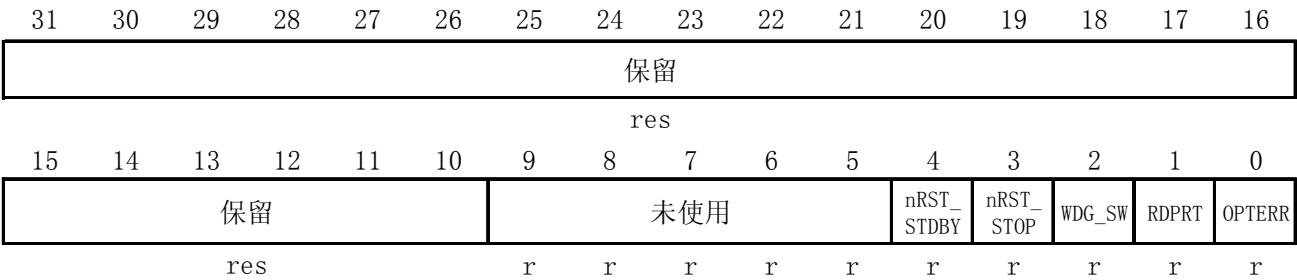 31 30 29 28 27 26 25 24 23 22 21 20 19 18 17 16
保留
res
15 14 13 12 11 10 9 8 7 6 5 4 3 2 1 0
保留 未使用 nRST_STDBY nRST_STOP WDG_SW RDPRT OPTERR
res r r r r r r r r r r